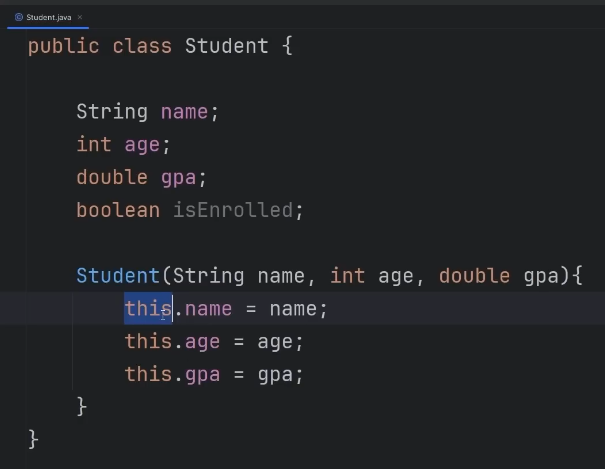 Student.java
public class Student {
String name;
int age;
double gpa;
boolean isEnrolled;
Student(String name, int age, double gpa){
this.name = name;
this.age = age;
this.gpa = gpa;
}
}